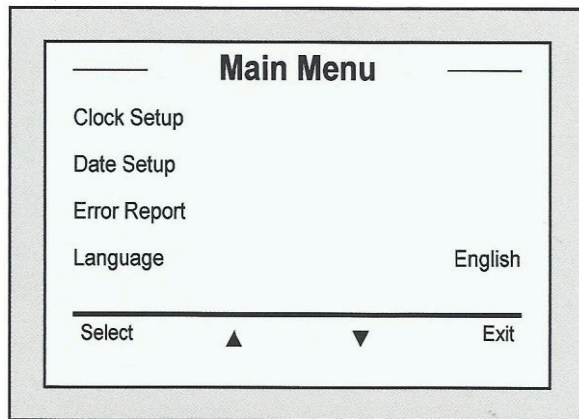 Main Menu
Clock Setup
Date Setup
Error Report
Language English
Select ▲ ▼ Exit